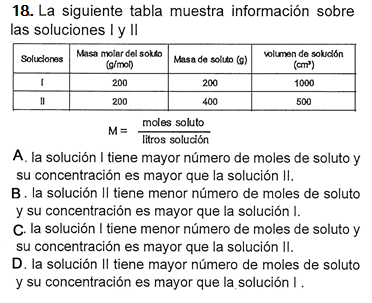 18. La siguiente tabla muestra información sobre
las soluciones I y II
Soluciones Masa molar del soluto (g/mol) Masa de soluto (g) volumen de solución (cm³)
I 200 200 1000
II 200 400 500
M = moles soluto
litros solución
A. la solución I tiene mayor número de moles de soluto y
su concentración es mayor que la solución II.
B. la solución II tiene menor número de moles de soluto
y su concentración es mayor que la solución I.
C. la solución I tiene menor número de moles de soluto y
su concentración es mayor que la solución II.
D. la solución II tiene mayor número de moles de soluto
y su concentración es mayor que la solución I .